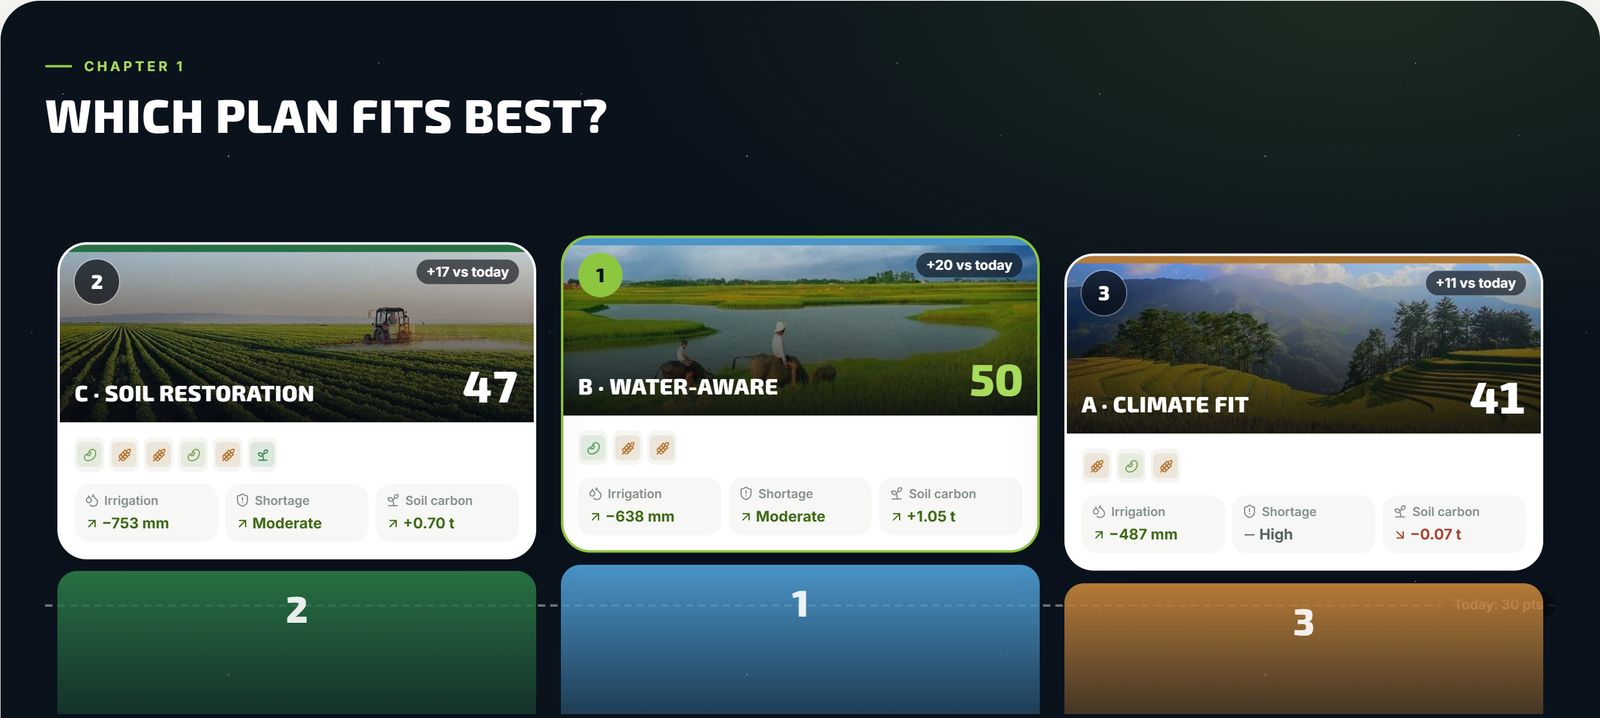 CHAPTER 1
WHICH PLAN FITS BEST?
2
+17 vs today
C · SOIL RESTORATION
47
Irrigation
−753 mm
Shortage
Moderate
Soil carbon
+0.70 t
2
1
+20 vs today
B · WATER-AWARE
50
Irrigation
−638 mm
Shortage
Moderate
Soil carbon
+1.05 t
1
3
+11 vs today
A · CLIMATE FIT
41
Irrigation
−487 mm
Shortage
– High
Soil carbon
−0.07 t
3
Today: 30 pts